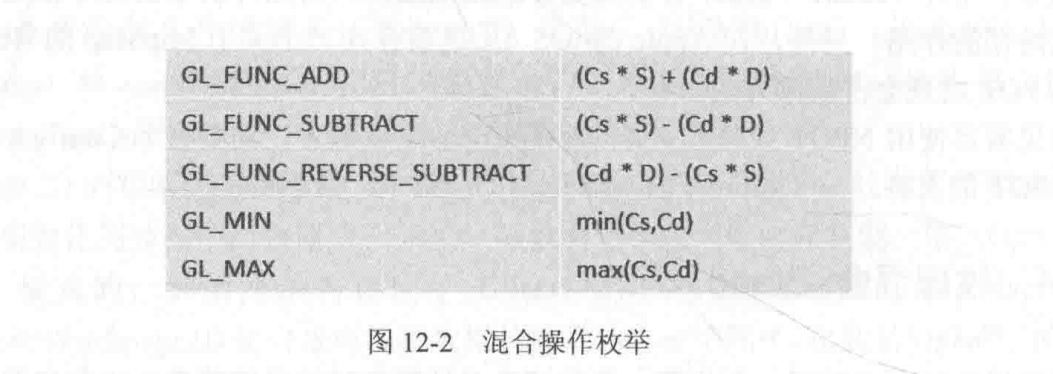 GL_FUNC_ADD (Cs * S) + (Cd * D)
GL_FUNC_SUBTRACT (Cs * S) - (Cd * D)
GL_FUNC_REVERSE_SUBTRACT (Cd * D) - (Cs * S)
GL_MIN min(Cs,Cd)
GL_MAX max(Cs,Cd)
图 12-2 混合操作枚举